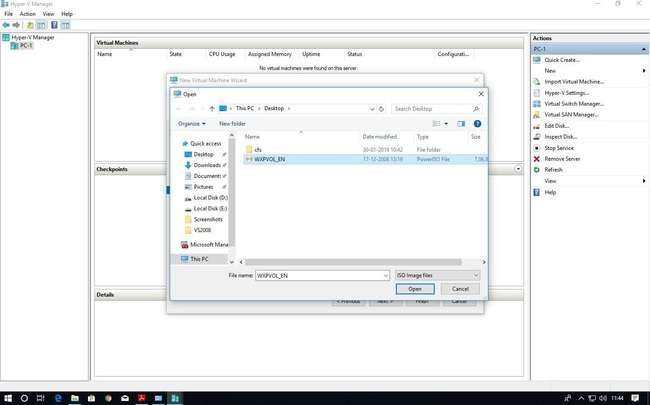 Hyper-V Manager
File Action View Window Help
Hyper-V Manager
PC-1
Virtual Machines
Name State CPU Usage Assigned Memory Uptime Status Configurati...
No virtual machines were found on this server.
New Virtual Machine Wizard
Open
This PC Desktop Search Desktop
Organize New folder
Name Date modified Type Size
Quick access
Desktop
Downloads
Documents
Pictures
Local Disk (D:)
Local Disk (E:)
Screenshots
VS2008
Microsoft Mana
This PC
cfs 30-01-2019 10:42 File folder
WXPVOL_EN 17-12-2008 13:16 PowerISO File
File name: WXPVOL_EN ISO Image files
Open Cancel
< Previous Next > Finish Cancel
Checkpoints
Details
Actions
PC-1
Quick Create...
New
Import Virtual Machine...
Hyper-V Settings...
Virtual Switch Manager...
Virtual SAN Manager...
Edit Disk...
Inspect Disk...
Stop Service
Remove Server
Refresh
View
Help
11:44